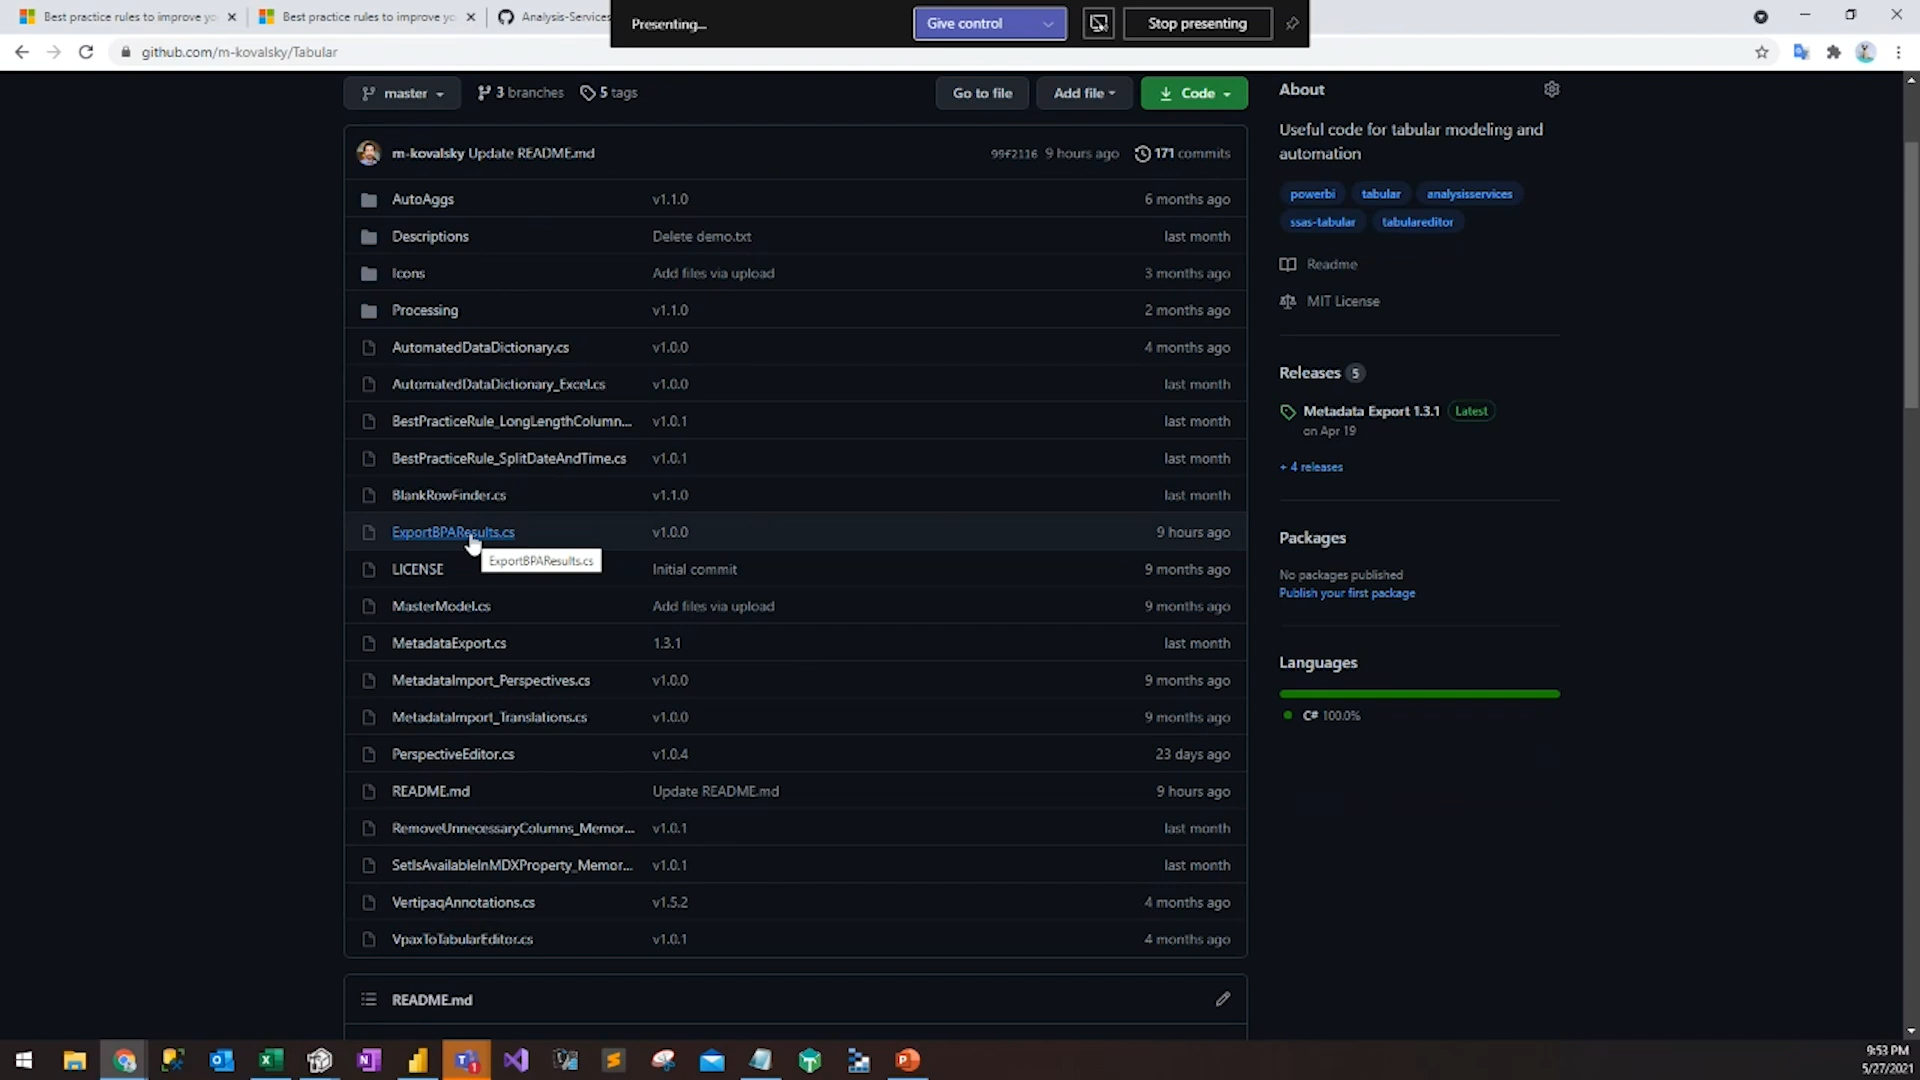 Best practice rules to improve yo
Best practice rules to improve yo
Analysis-Services
Presenting...
Give control
Stop presenting
github.com/m-kovalsky/Tabular
master
3 branches
5 tags
Go to file
Add file
Code
m-kovalsky Update README.md
99f2116 9 hours ago
171 commits
AutoAggs v1.1.0 6 months ago
Descriptions Delete demo.txt last month
Icons Add files via upload 3 months ago
Processing v1.1.0 2 months ago
AutomatedDataDictionary.cs v1.0.0 4 months ago
AutomatedDataDictionary_Excel.cs last month
BestPracticeRule_LongLengthColumn... v1.0.1 last month
BestPracticeRule_SplitDateAndTime.cs v1.0.1 last month
BlankRowFinder.cs v1.1.0 last month
ExportBPAResults.cs v1.0.0 9 hours ago
ExportBPAResults.cs
LICENSE Initial commit 9 months ago
MasterModel.cs Add files via upload 9 months ago
MetadataExport.cs 1.3.1 last month
MetadataImport_Perspectives.cs v1.0.0 9 months ago
MetadataImport_Translations.cs v1.0.0 9 months ago
PerspectiveEditor.cs v1.0.4 23 days ago
README.md Update README.md 9 hours ago
RemoveUnnecessaryColumns_Memor... v1.0.1 last month
SetIsAvailableInMDXProperty_Memor... v1.0.1 last month
VertipaqAnnotations.cs v1.5.2 4 months ago
VpaxToTabularEditor.cs v1.0.1 4 months ago
README.md
About
Useful code for tabular modeling and
automation
powerbi tabular analysisservices
ssas-tabular tabulareditor
Readme
MIT License
Releases 5
Metadata Export 1.3.1 Latest
on Apr 19
+ 4 releases
Packages
No packages published
Publish your first package
Languages
C# 100.0%
9:53 PM
5/27/2021